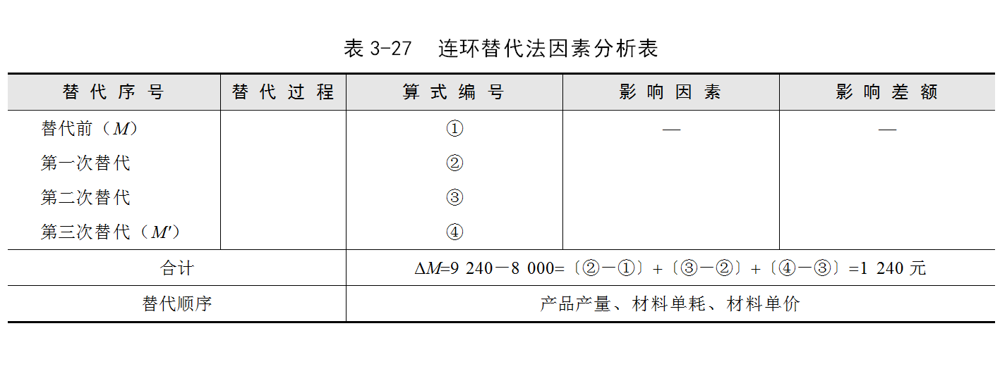 表3-27 连环替代法因素分析表
替代序号 替代过程 算式编号 影响因素 影响差额
替代前（M） ① — —
第一次替代 ②
第二次替代 ③
第三次替代（M′） ④
合计 ΔM=9 240－8 000=〔②－①〕+〔③－②〕+〔④－③〕=1 240 元
替代顺序 产品产量、材料单耗、材料单价